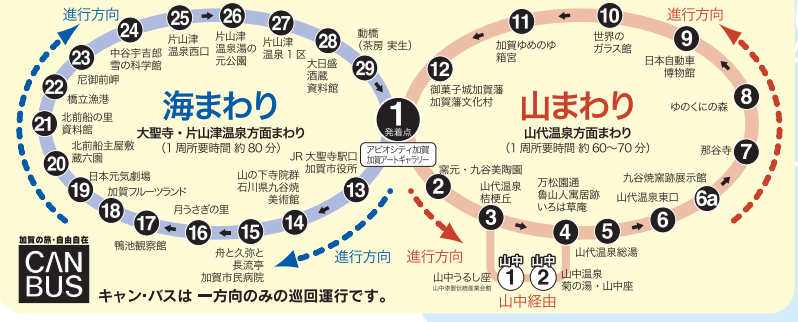 進行方向
24
25
26
27
28
中谷宇吉郎
雪の科学館
片山津
温泉西口
片山津
温泉湯の
元公園
片山津
温泉1区
大日盛
酒蔵
資料館
動橋
(茶房 実生)
29
23
尼御前岬
22
橋立漁港
21
北前船の里
資料館
北前船主屋敷
蔵六園
20
日本元気劇場
19
加賀フルーツランド
18
月うさぎの里
17
鴨池観察館
16
15
舟と久弥と
長流亭
加賀市民病院
14
山の下寺院群
石川県九谷焼
美術館
13
JR 大聖寺駅口
加賀市役所
海まわり
大聖寺・片山津温泉方面まわり
(1周所要時間 約80分)
進行方向
1
発着点
アビオシティ加賀
加賀アートギャラリー
山まわり
山代温泉方面まわり
(1周所要時間 約60〜70分)
進行方向
12
御菓子城加賀藩
加賀藩文化村
11
加賀ゆめのゆ
箱宮
10
世界の
ガラス館
9
日本自動車
博物館
8
ゆのくにの森
7
那谷寺
6a
九谷焼窯跡展示館
6
山代温泉東口
5
山代温泉総湯
4
万松園通
魯山人寓居跡
いろは草庵
3
山代温泉
桔梗丘
2
窯元・九谷美陶園
進行方向
山中うるし座
山中漆器伝統産業会館
山中
1
山中
2
山中温泉
菊の湯・山中座
山中経由
加賀の旅・自由自在
CAN
BUS
キャン・バスは 一方向のみの巡回運行です。